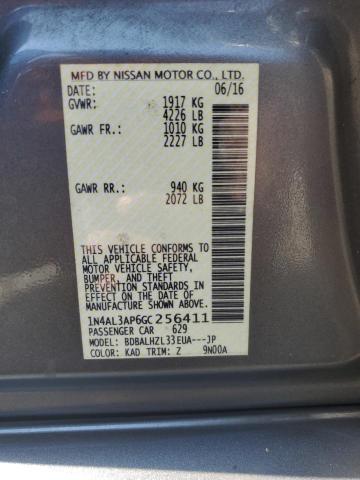 MFD BY NISSAN MOTOR CO., LTD.
DATE: 06/16
GVWR: 1917 KG
4226 LB
GAWR FR.: 1010 KG
2227 LB
GAWR RR.: 940 KG
2072 LB
THIS VEHICLE CONFORMS TO
ALL APPLICABLE FEDERAL
MOTOR VEHICLE SAFETY,
BUMPER, AND THEFT
PREVENTION STANDARDS IN
EFFECT ON THE DATE OF
MANUFACTURE SHOWN ABOVE
1N4AL3AP6GC256411
PASSENGER CAR 629
MODEL: BDBALHZL33EUA---JP
COLOR: KAD TRIM: Z 9N00A